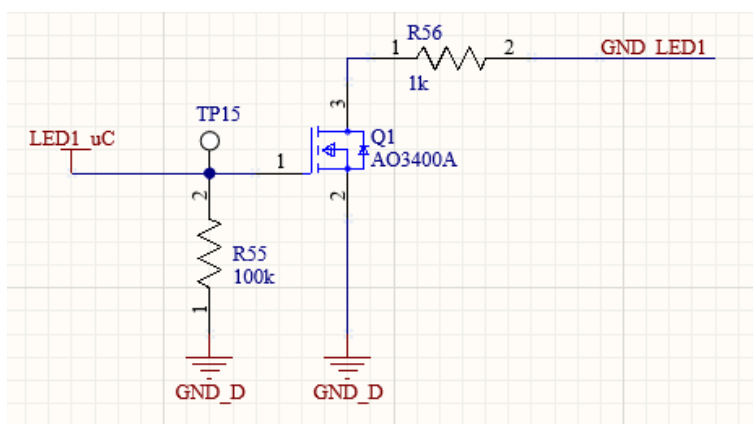 R56
1
2
GND_LED1
1k
3
TP15
LED1_uC
Q1
1
AO3400A
2
2
R55
100k
1
GND_D
GND_D